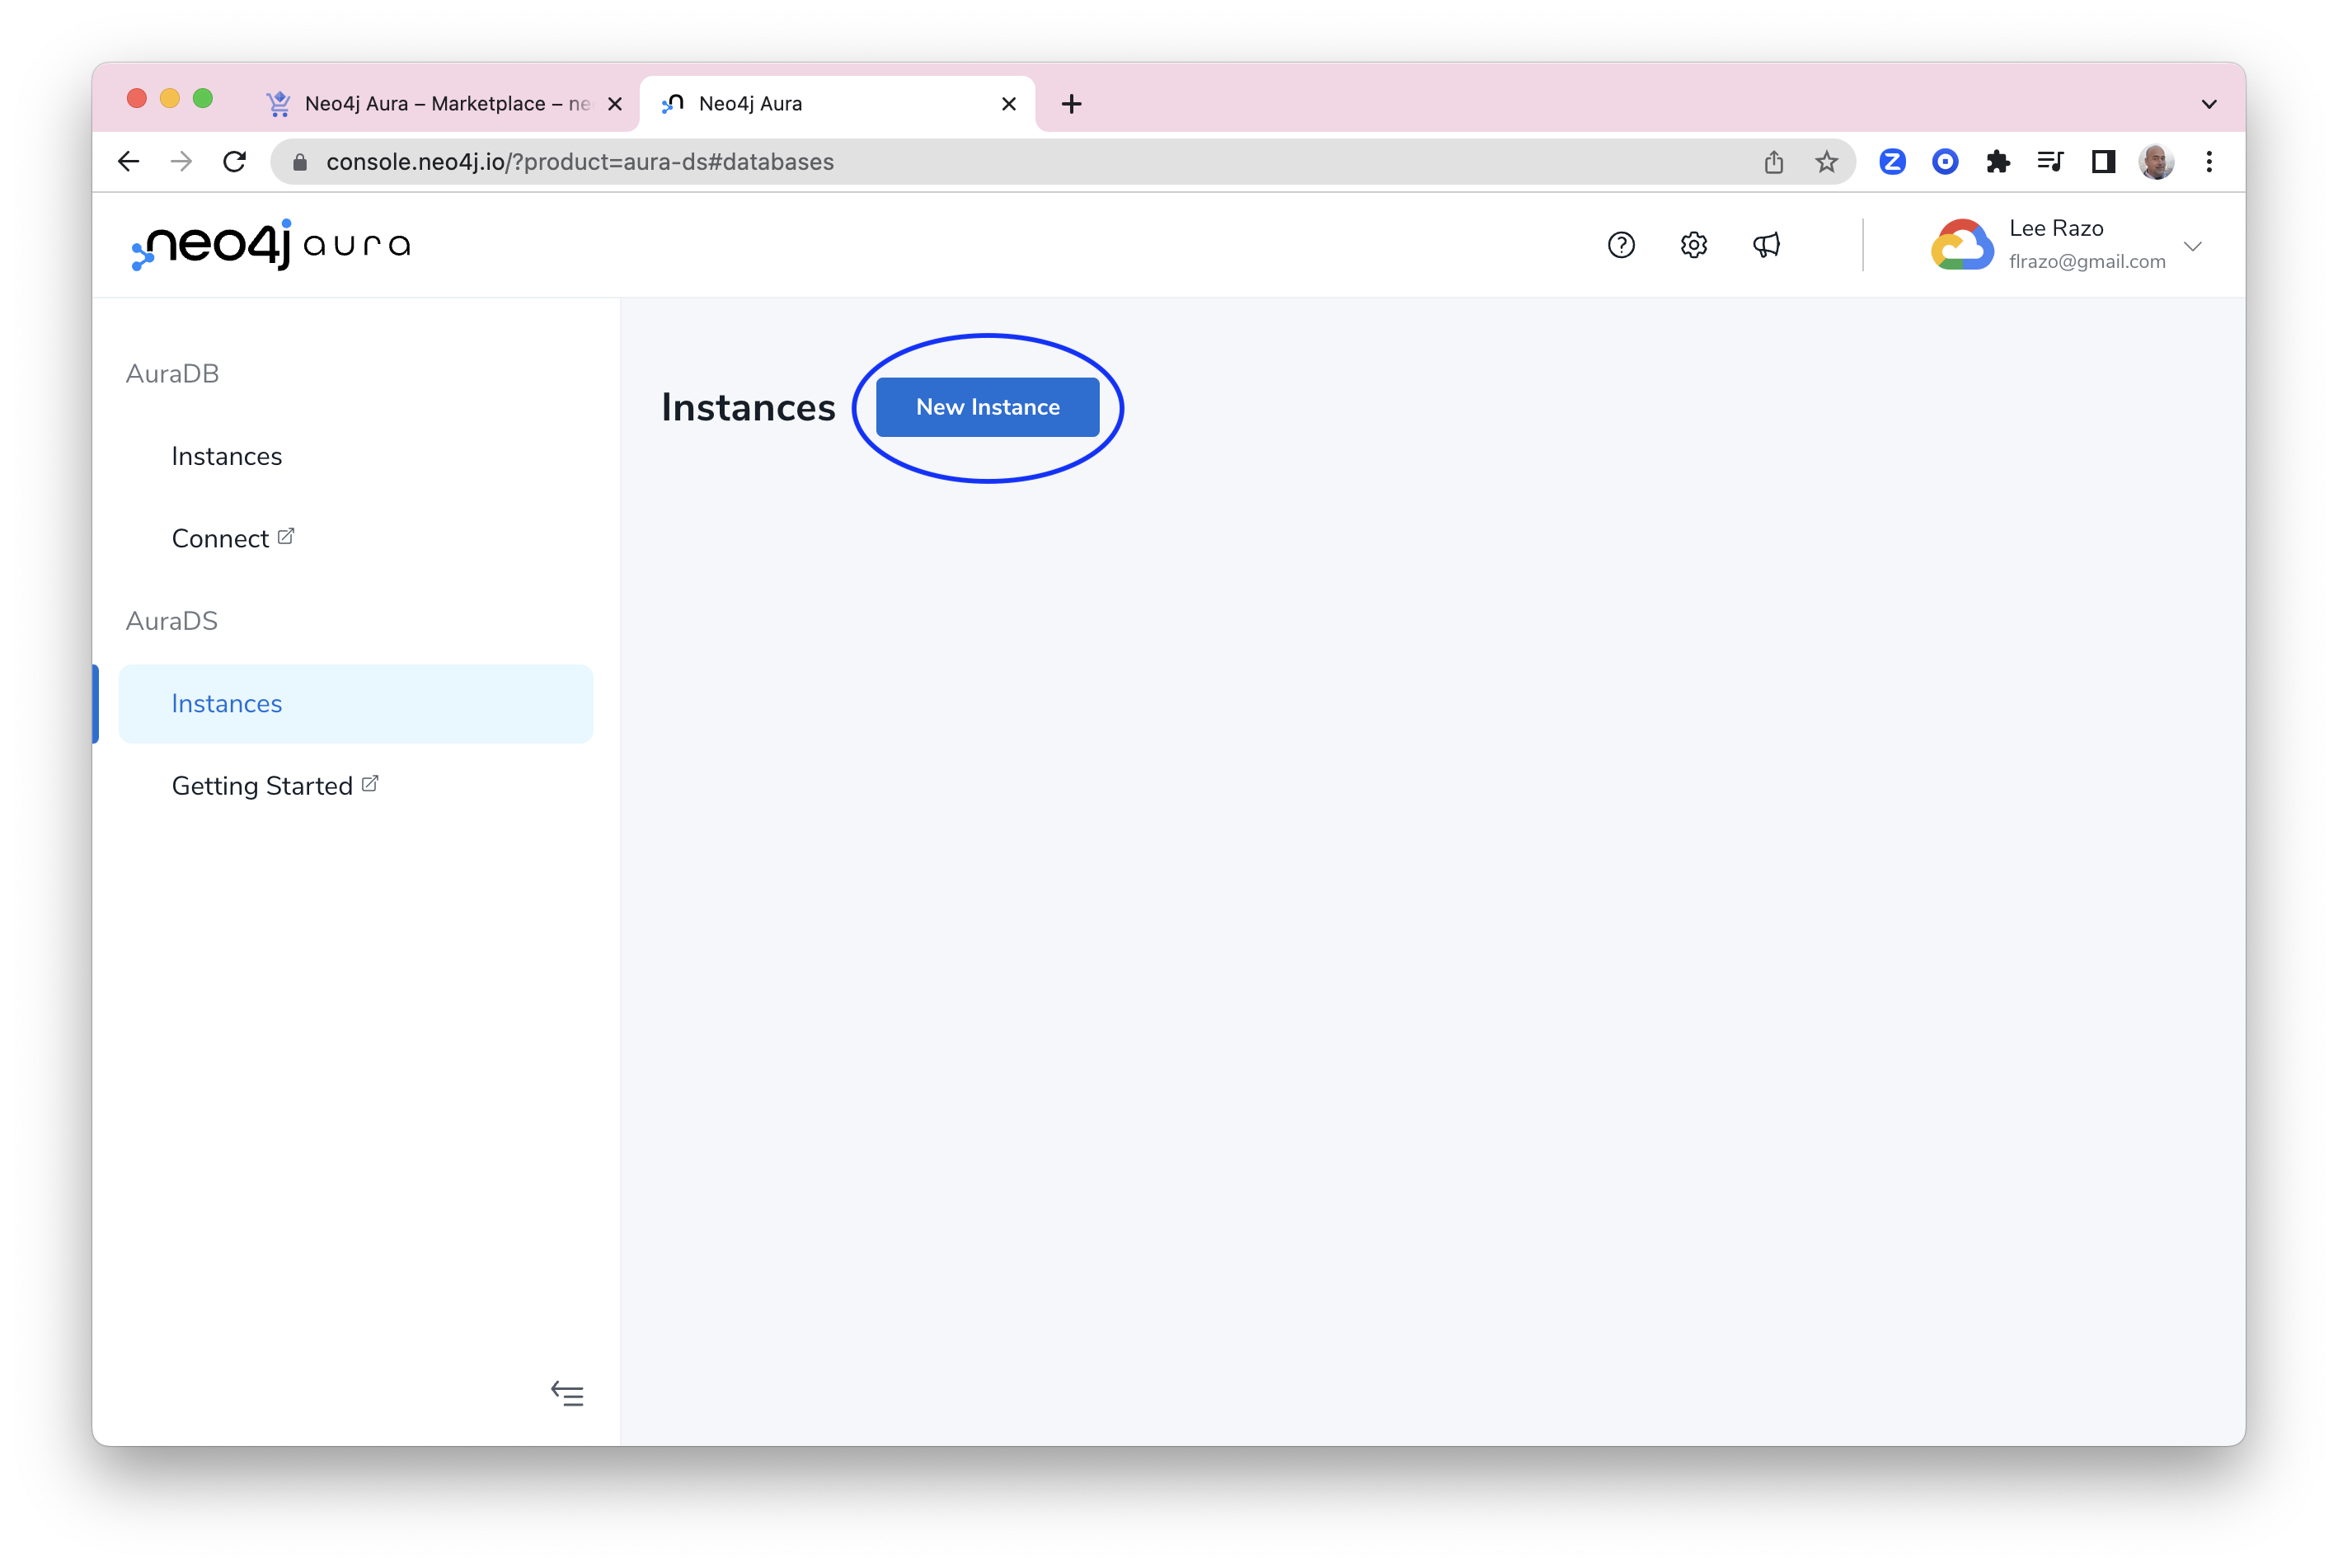 Neo4j Aura – Marketplace – ne
Neo4j Aura
console.neo4j.io/?product=aura-ds#databases
neo4j aura
Lee Razo
flrazo@gmail.com
AuraDB
Instances
Connect
AuraDS
Instances
Getting Started
Instances
New Instance